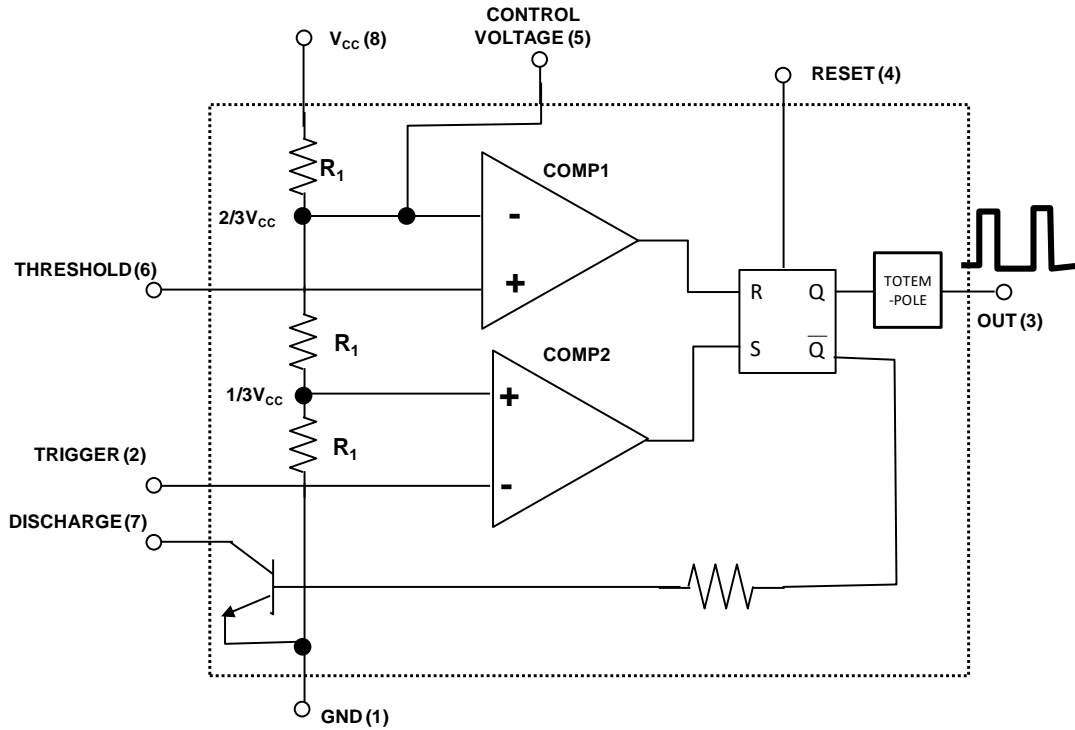 CONTROL
VOLTAGE (5)
V_CC (8)
RESET (4)
R_1
COMP1
2/3V_CC
-
THRESHOLD (6)
+
R Q
TOTEM
-POLE
OUT (3)
R_1
COMP2
S Q̅
1/3V_CC
+
R_1
TRIGGER (2)
-
DISCHARGE (7)
GND (1)